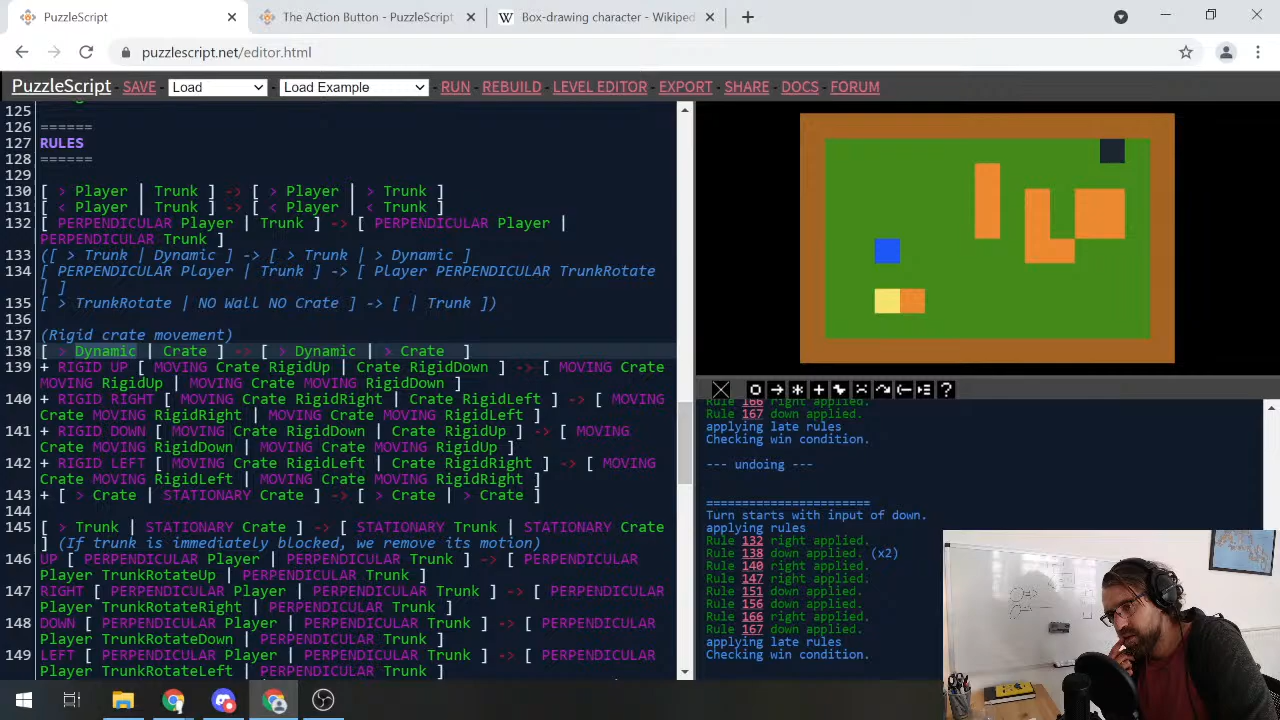 PuzzleScript
The Action Button - PuzzleScript
Box-drawing character - Wikiped
puzzlescript.net/editor.html
PuzzleScript - SAVE - Load Load Example RUN - REBUILD - LEVEL EDITOR - EXPORT - SHARE - DOCS - FORUM
125
126 ======
127 RULES
128 ======
129
130 [ > Player | Trunk ] -> [ > Player | > Trunk ]
131 [ < Player | Trunk ] -> [ < Player | < Trunk ]
132 [ PERPENDICULAR Player | Trunk ] -> [ PERPENDICULAR Player |
PERPENDICULAR Trunk ]
133 ([ > Trunk | Dynamic ] -> [ > Trunk | > Dynamic ]
134 [ PERPENDICULAR Player | Trunk ] -> [ Player PERPENDICULAR TrunkRotate
| ]
135 [ > TrunkRotate | NO Wall NO Crate ] -> [ | Trunk ])
136
137 (Rigid crate movement)
138 [ > Dynamic | Crate ] -> [ > Dynamic | > Crate ]
139 + RIGID UP [ MOVING Crate RigidUp | Crate RigidDown ] -> [ MOVING Crate
MOVING RigidUp | MOVING Crate MOVING RigidDown ]
140 + RIGID RIGHT [ MOVING Crate RigidRight | Crate RigidLeft ] -> [ MOVING
Crate MOVING RigidRight | MOVING Crate MOVING RigidLeft ]
141 + RIGID DOWN [ MOVING Crate RigidDown | Crate RigidUp ] -> [ MOVING
Crate MOVING RigidDown | MOVING Crate MOVING RigidUp ]
142 + RIGID LEFT [ MOVING Crate RigidLeft | Crate RigidRight ] -> [ MOVING
Crate MOVING RigidLeft | MOVING Crate MOVING RigidRight ]
143 + [ > Crate | STATIONARY Crate ] -> [ > Crate | > Crate ]
144
145 [ > Trunk | STATIONARY Crate ] -> [ STATIONARY Trunk | STATIONARY Crate
] (If trunk is immediately blocked, we remove its motion)
146 UP [ PERPENDICULAR Player | PERPENDICULAR Trunk ] -> [ PERPENDICULAR
Player TrunkRotateUp | PERPENDICULAR Trunk ]
147 RIGHT [ PERPENDICULAR Player | PERPENDICULAR Trunk ] -> [ PERPENDICULAR
Player TrunkRotateRight | PERPENDICULAR Trunk ]
148 DOWN [ PERPENDICULAR Player | PERPENDICULAR Trunk ] -> [ PERPENDICULAR
Player TrunkRotateDown | PERPENDICULAR Trunk ]
149 LEFT [ PERPENDICULAR Player | PERPENDICULAR Trunk ] -> [ PERPENDICULAR
Player TrunkRotateLeft | PERPENDICULAR Trunk ]
Rule 166 right applied.
Rule 167 down applied.
applying late rules
Checking win condition.
--- undoing ---
=======================
Turn starts with input of down.
applying rules
Rule 132 right applied.
Rule 138 down applied. (x2)
Rule 140 right applied.
Rule 147 right applied.
Rule 151 down applied.
Rule 156 down applied.
Rule 166 right applied.
Rule 167 down applied.
applying late rules
Checking win condition.